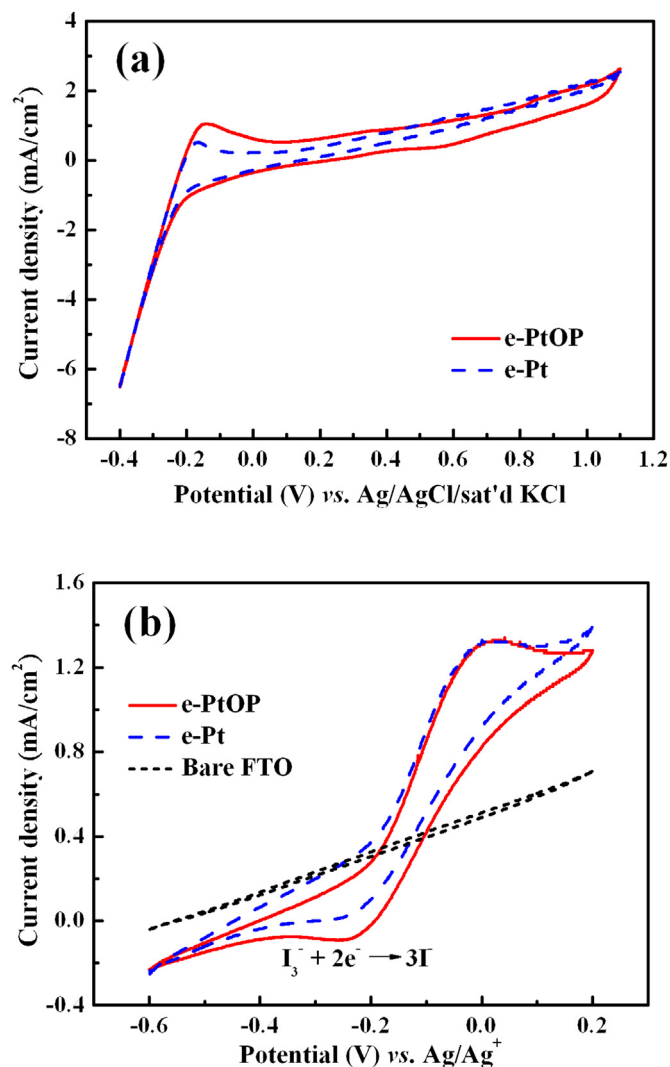 (a)
4
2
0
-2
-4
-6
-8
Current density (mA/cm²)
e-PtOP
e-Pt
-0.4 -0.2 0.0 0.2 0.4 0.6 0.8 1.0 1.2
Potential (V) vs. Ag/AgCl/sat'd KCl
(b)
1.6
1.2
0.8
0.4
0.0
-0.4
Current density (mA/cm²)
e-PtOP
e-Pt
Bare FTO
I₃⁻ + 2e⁻ → 3I⁻
-0.6 -0.4 -0.2 0.0 0.2
Potential (V) vs. Ag/Ag⁺